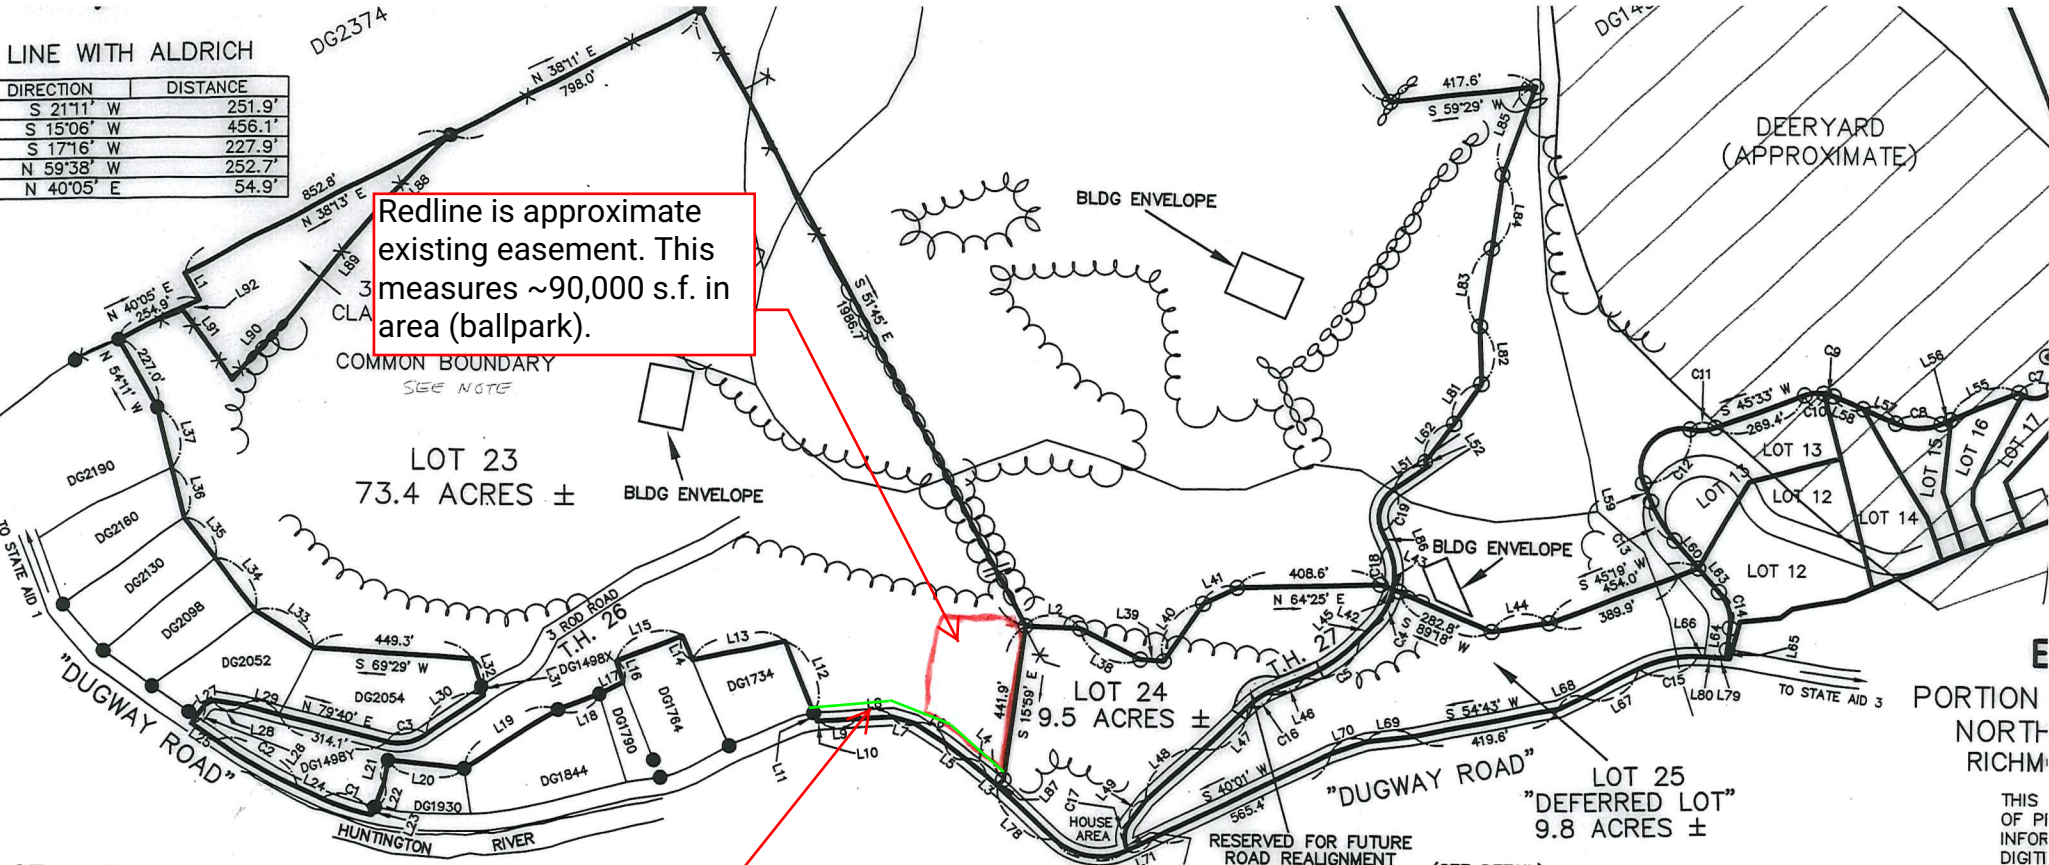 LINE WITH ALDRICH
DIRECTION DISTANCE
S 21°11' W 251.9'
S 15°06' W 456.1'
S 17°16' W 227.9'
N 59°38' W 252.7'
N 40°05' E 54.9'
DG2374
N 38°11' E
798.0'
852.8'
N 38°13' E
L88
L89
L90
L91
L92
L1
N 40°05' E
254.9'
227.0'
N 54°11' W
Redline is approximate
existing easement. This
measures ~90,000 s.f. in
area (ballpark).
3
CLA
COMMON BOUNDARY
SEE NOTE
LOT 23
73.4 ACRES ±
BLDG ENVELOPE
S 51°45' E
1986.7'
BLDG ENVELOPE
417.6'
S 59°29' W
L85
L84
L83
L82
L81
L62
L52
L51
C19
L86
C18
L43
BLDG ENVELOPE
DEERYARD
(APPROXIMATE)
C9
C11
S 45°33' W
269.4'
C10
L58
L57
C8
L56
L55
C7
LOT 13
LOT 13
LOT 12
LOT 14
LOT 15
LOT 16
LOT 17
LOT 12
C12
L59
C13
L60
L63
C14
L64
L66
L65
S 45°19' W
454.0'
389.9'
L44
282.8'
S 89°18' W
C4
L42
L45
408.6'
N 64°25' E
L41
L40
L39
L38
L2
T.H. 27
C5
L46
C16
L47
L48
L49
LOT 24
9.5 ACRES ±
441.9'
S 15°59' E
L4
L3
L5
L6
L7
L8
L9
L10
L11
L12
L13
L14
L15
L16
L17
L18
L19
L20
L21
L22
L23
L24
L25
L26
L27
L28
L29
L30
L31
L32
L33
L34
L35
L36
L37
449.3'
S 69°29' W
N 79°40' E
314.1'
C1
C2
C3
3 ROD ROAD
T.H. 26
DG2190
DG2160
DG2130
DG2098
DG2052
DG2054
DG1498X
DG1498Y
DG1734
DG1764
DG1790
DG1844
DG1930
TO STATE AID 1
"DUGWAY ROAD"
HUNTINGTON RIVER
L87
L78
C17
HOUSE
AREA
L71
S 40°01' W
565.4'
L70
L69
S 54°43' W
419.6'
L68
L67
C15
L80
L79
TO STATE AID 3
"DUGWAY ROAD"
LOT 25
"DEFERRED LOT"
9.8 ACRES ±
RESERVED FOR FUTURE
ROAD REALIGNMENT
E
PORTION
NORTH
RICHM
THIS
OF PI
INFOR
DIGITI